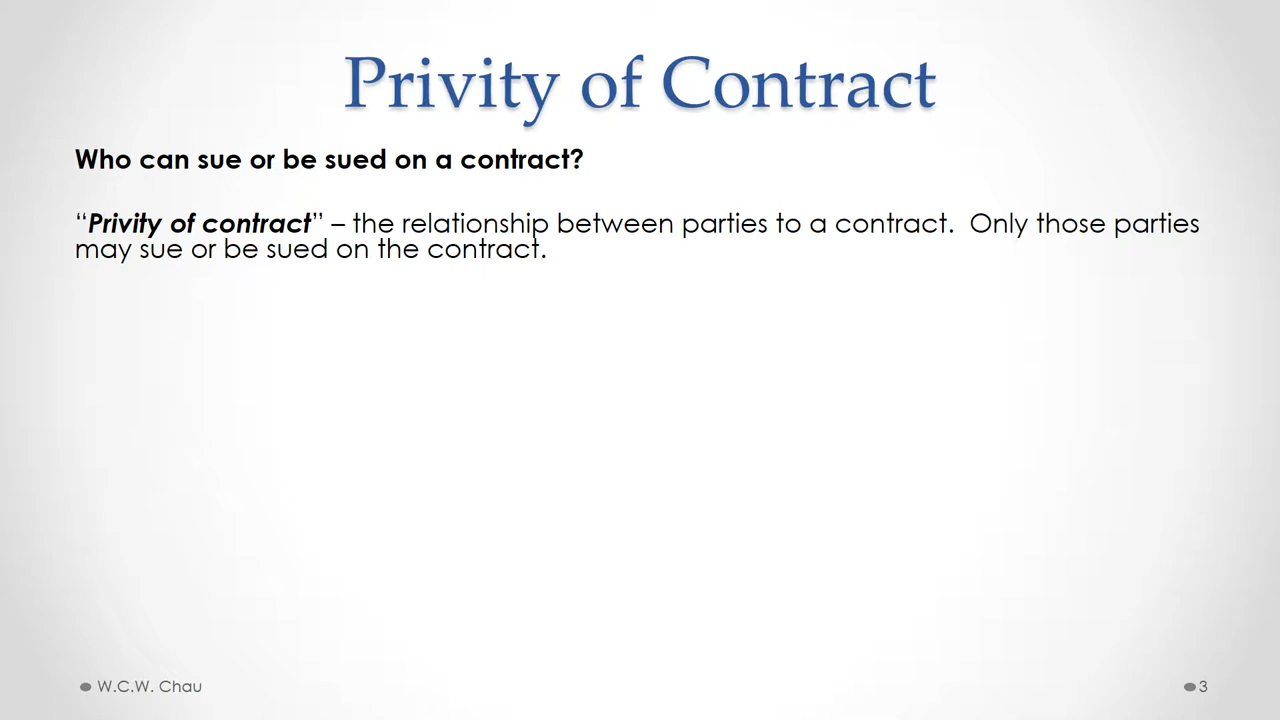 Privity of Contract
Who can sue or be sued on a contract?
“Privity of contract” – the relationship between parties to a contract.  Only those parties
may sue or be sued on the contract.
W.C.W. Chau
3